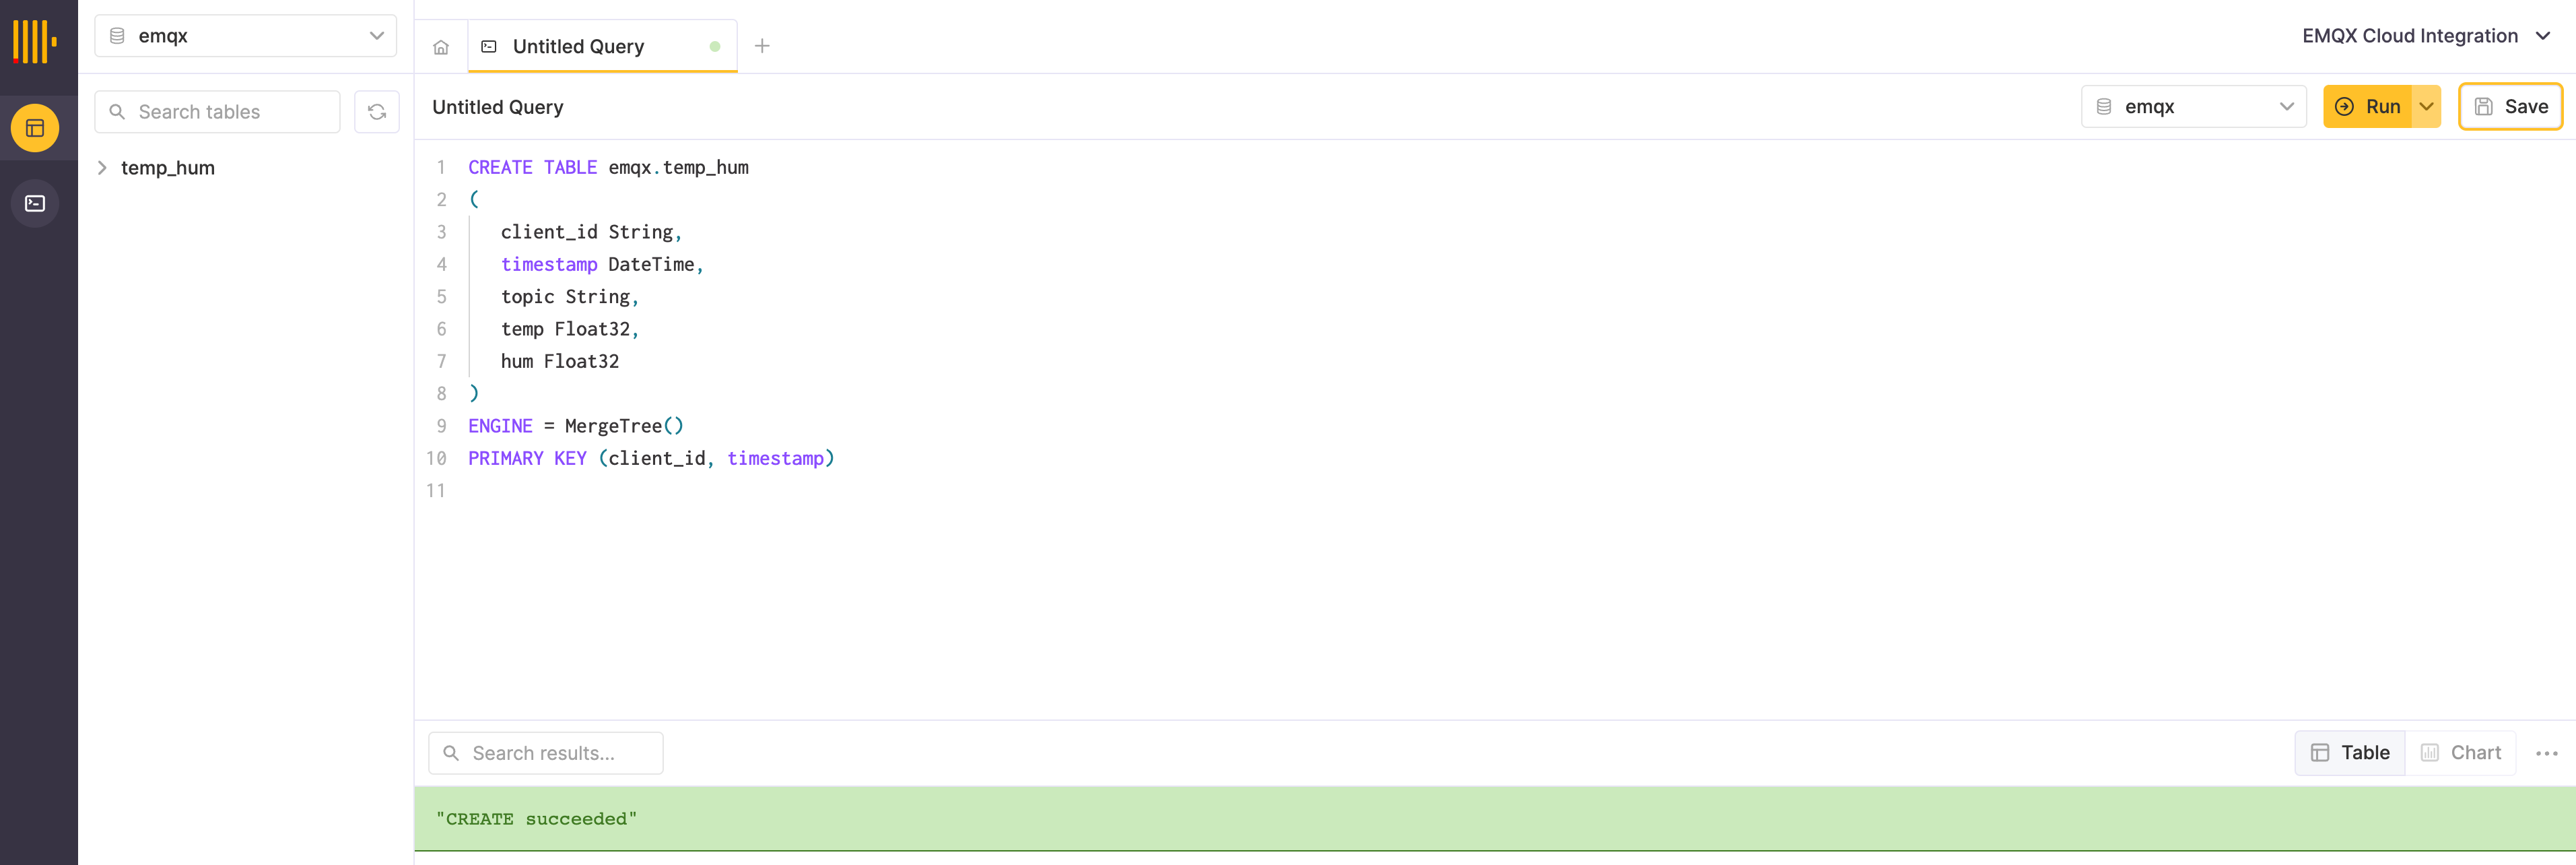 emqx
Untitled Query
EMQX Cloud Integration
Search tables
Untitled Query
emqx
Run
Save
temp_hum
1 CREATE TABLE emqx.temp_hum
2 (
3 client_id String,
4 timestamp DateTime,
5 topic String,
6 temp Float32,
7 hum Float32
8 )
9 ENGINE = MergeTree()
10 PRIMARY KEY (client_id, timestamp)
11
Search results...
Table
Chart
"CREATE succeeded"